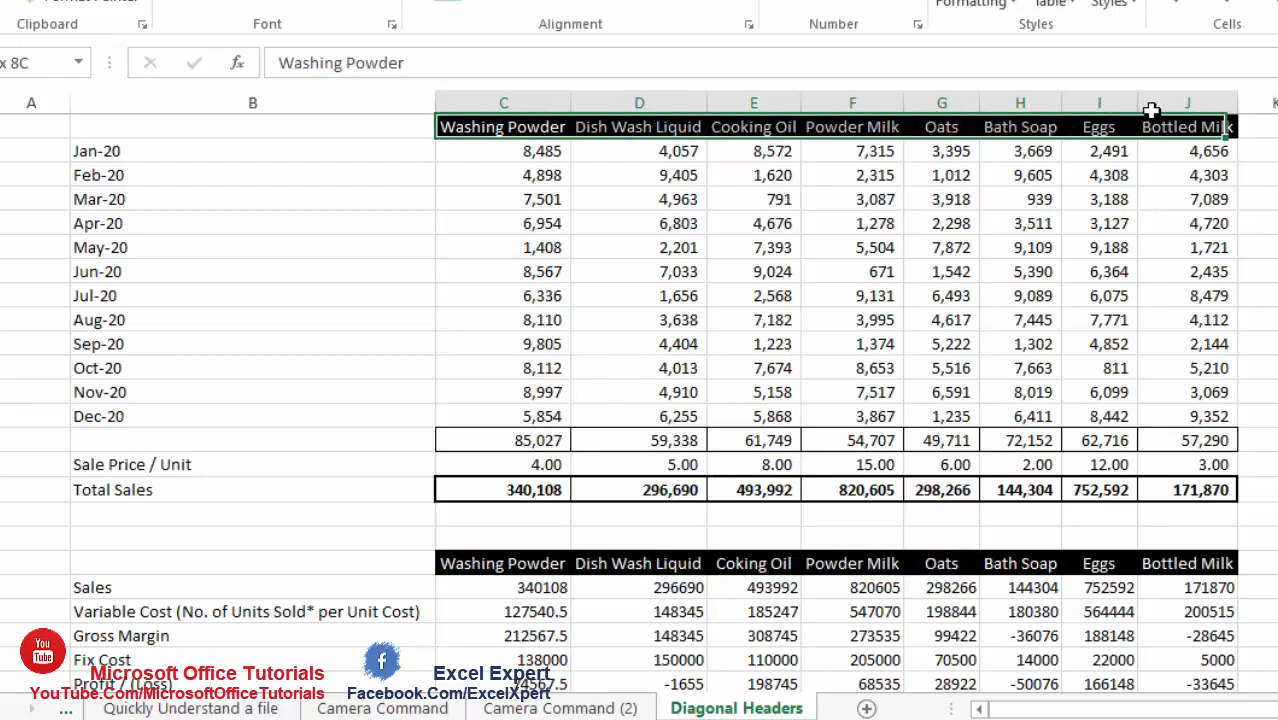 Clipboard Font Alignment Number Styles Cells
Formatting Table Styles
x 8C fx Washing Powder
A B C D E F G H I J K
Washing Powder Dish Wash Liquid Cooking Oil Powder Milk Oats Bath Soap Eggs Bottled Milk
Jan-20 8,485 4,057 8,572 7,315 3,395 3,669 2,491 4,656
Feb-20 4,898 9,405 1,620 2,315 1,012 9,605 4,308 4,303
Mar-20 7,501 4,963 791 3,087 3,918 939 3,188 7,089
Apr-20 6,954 6,803 4,676 1,278 2,298 3,511 3,127 4,720
May-20 1,408 2,201 7,393 5,504 7,872 9,109 9,188 1,721
Jun-20 8,567 7,033 9,024 671 1,542 5,390 6,364 2,435
Jul-20 6,336 1,656 2,568 9,131 6,493 9,089 6,075 8,479
Aug-20 8,110 3,638 7,182 3,995 4,617 7,445 7,771 4,112
Sep-20 9,805 4,404 1,223 1,374 5,222 1,302 4,852 2,144
Oct-20 8,112 4,013 7,674 8,653 5,516 7,663 811 5,210
Nov-20 8,997 4,910 5,158 7,517 6,591 8,019 6,099 3,069
Dec-20 5,854 6,255 5,868 3,867 1,235 6,411 8,442 9,352
85,027 59,338 61,749 54,707 49,711 72,152 62,716 57,290
Sale Price / Unit 4.00 5.00 8.00 15.00 6.00 2.00 12.00 3.00
Total Sales 340,108 296,690 493,992 820,605 298,266 144,304 752,592 171,870
Washing Powder Dish Wash Liquid Coking Oil Powder Milk Oats Bath Soap Eggs Bottled Milk
Sales 340108 296690 493992 820605 298266 144304 752592 171870
Variable Cost (No. of Units Sold* per Unit Cost) 127540.5 148345 185247 547070 198844 180380 564444 200515
Gross Margin 212567.5 148345 308745 273535 99422 -36076 188148 -28645
Fix Cost 138000 150000 110000 205000 70500 14000 22000 5000
Profit / (Loss) 74567.5 -1655 198745 68535 28922 -50076 166148 -33645
You Tube Microsoft Office Tutorials f Excel Expert
YouTube.Com/MicrosoftOfficeTutorials Facebook.Com/ExcelXpert
... Quickly Understand a file Camera Command Camera Command (2) Diagonal Headers